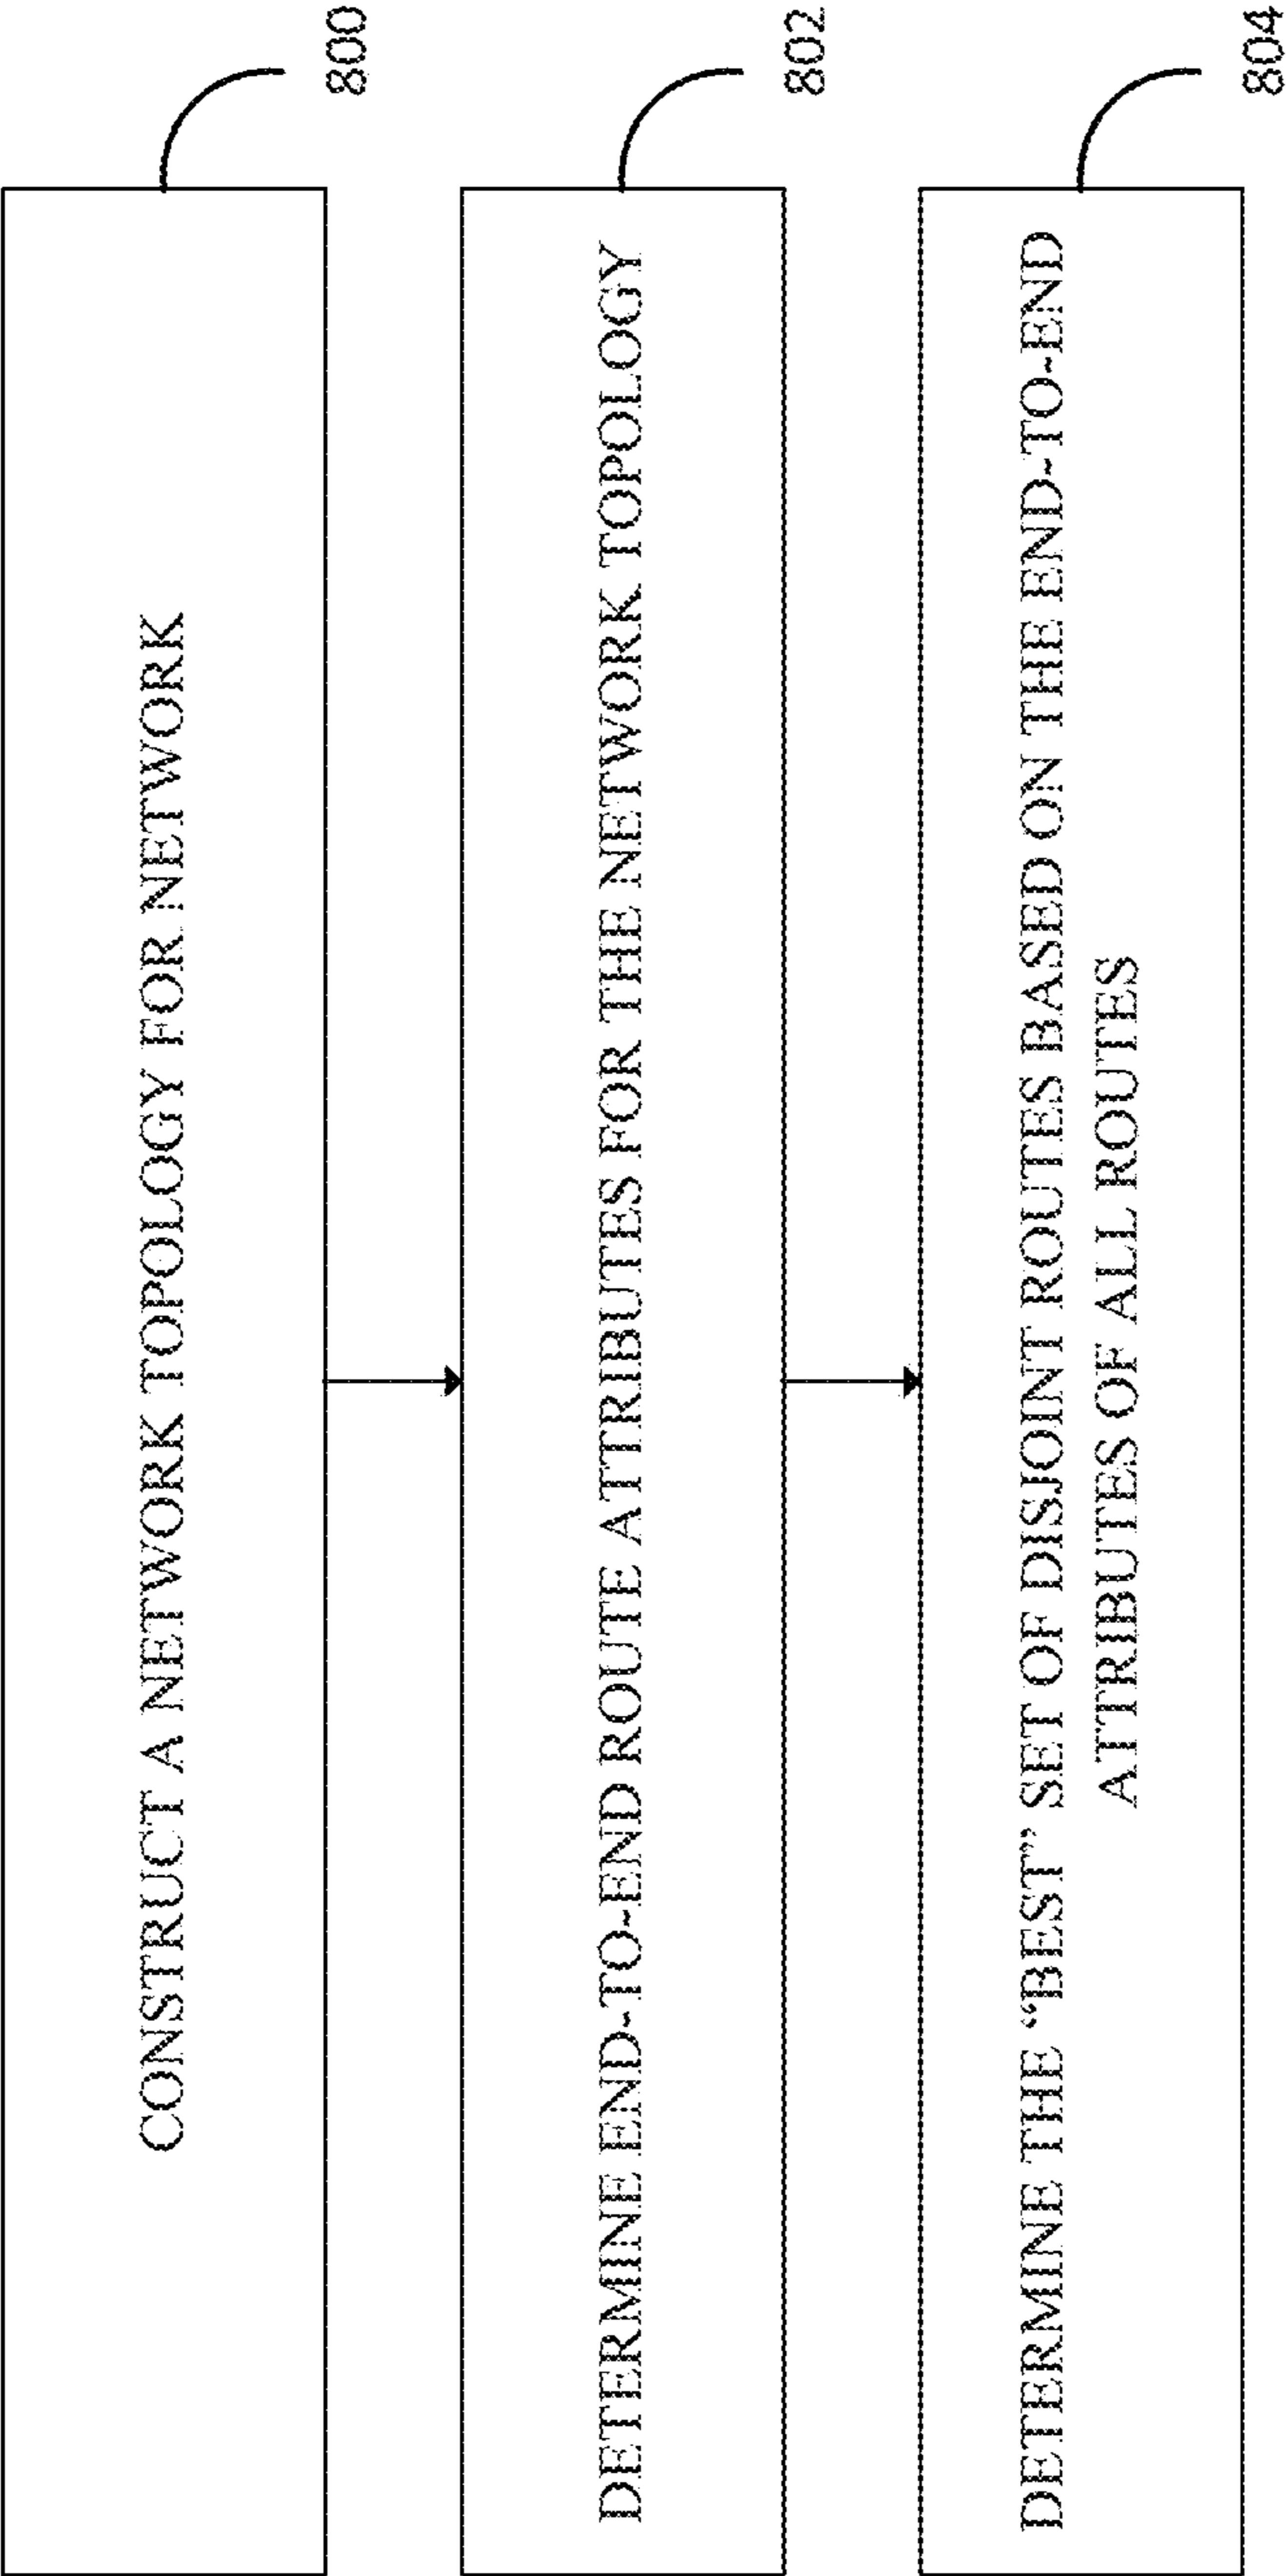 800
CONSTRUCT A NETWORK TOPOLOGY FOR NETWORK
802
DETERMINE END-TO-END ROUTE ATTRIBUTES FOR THE NETWORK TOPOLOGY
804
DETERMINE THE “BEST” SET OF DISJOINT ROUTES BASED ON THE END-TO-END
ATTRIBUTES OF ALL ROUTES